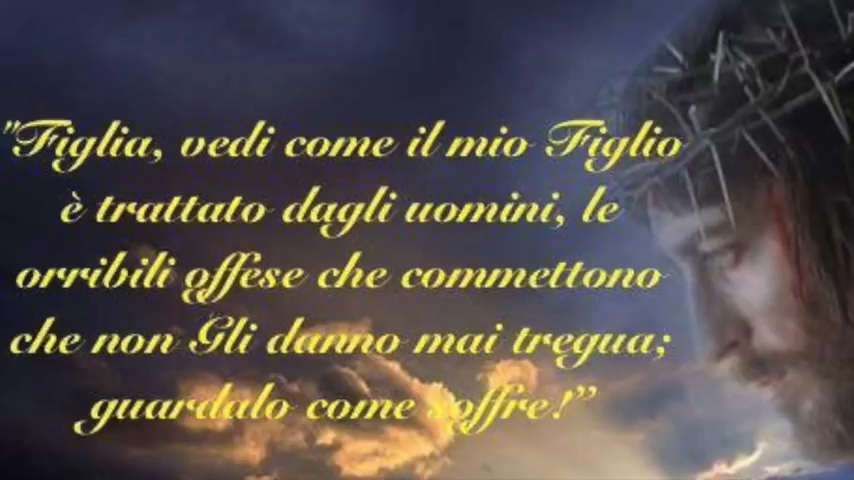 "Figlia, vedi come il mio Figlio
è trattato dagli uomini, le
orribili offese che commettono
che non Gli danno mai tregua;
guardalo come soffre!”